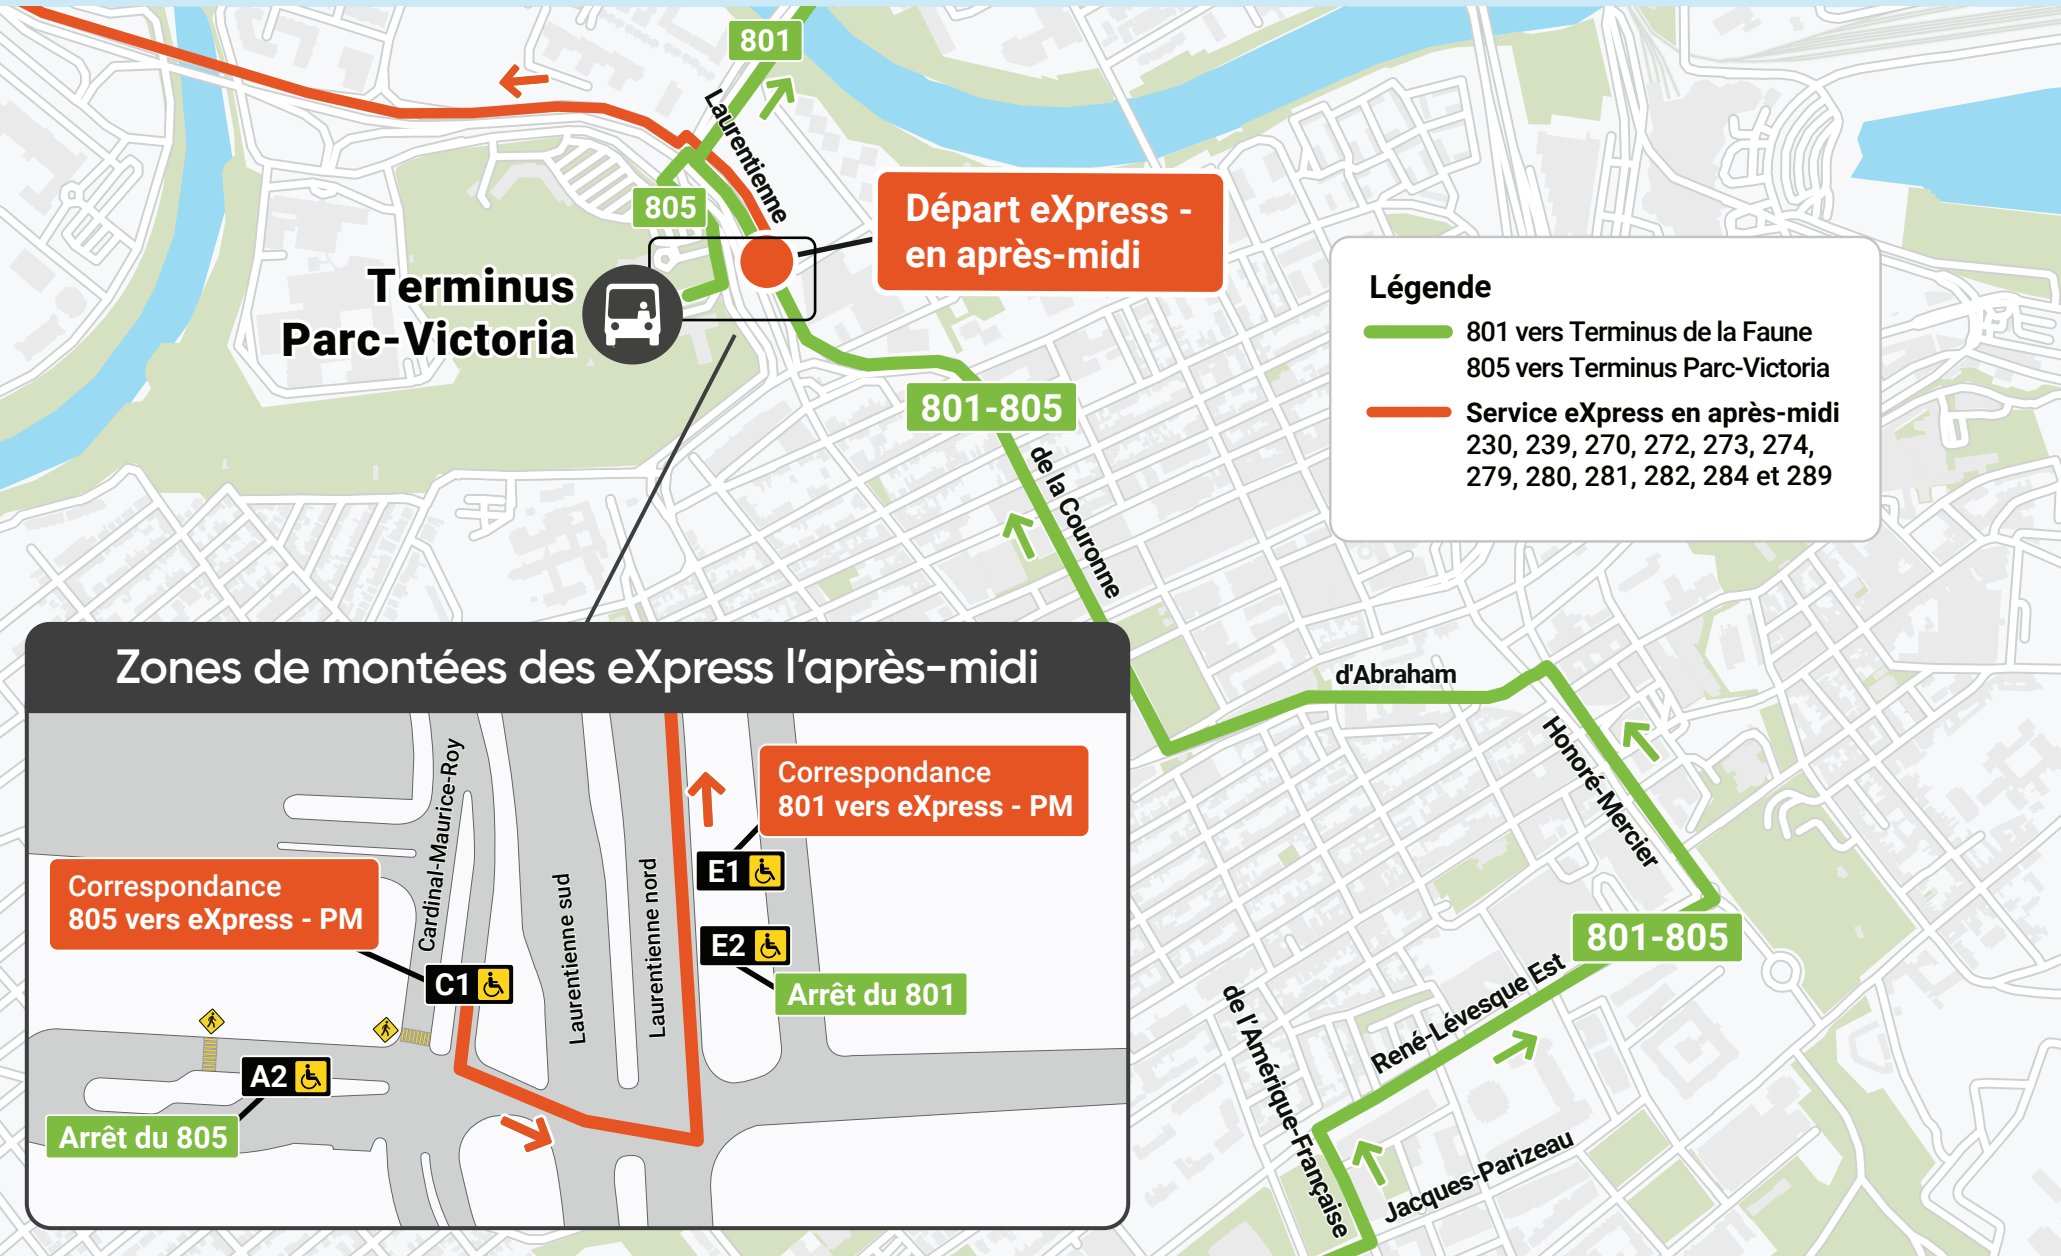 801
Laurentienne
805
Départ eXpress -
en après-midi
Terminus
Parc-Victoria
Légende
801 vers Terminus de la Faune
805 vers Terminus Parc-Victoria
Service eXpress en après-midi
230, 239, 270, 272, 273, 274,
279, 280, 281, 282, 284 et 289
801-805
de la Couronne
d'Abraham
Honoré-Mercier
801-805
René-Lévesque Est
de l'Amérique-Française
Jacques-Parizeau
Zones de montées des eXpress l'après-midi
Cardinal-Maurice-Roy
Correspondance
801 vers eXpress - PM
E1
Correspondance
805 vers eXpress - PM
Laurentienne sud
Laurentienne nord
E2
C1
Arrêt du 801
A2
Arrêt du 805